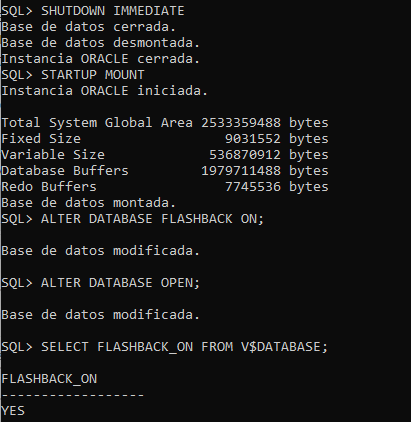 SQL> SHUTDOWN IMMEDIATE
Base de datos cerrada.
Base de datos desmontada.
Instancia ORACLE cerrada.
SQL> STARTUP MOUNT
Instancia ORACLE iniciada.

Total System Global Area 2533359488 bytes
Fixed Size                  9031552 bytes
Variable Size             536870912 bytes
Database Buffers         1979711488 bytes
Redo Buffers                7745536 bytes
Base de datos montada.
SQL> ALTER DATABASE FLASHBACK ON;

Base de datos modificada.

SQL> ALTER DATABASE OPEN;

Base de datos modificada.

SQL> SELECT FLASHBACK_ON FROM V$DATABASE;

FLASHBACK_ON
------------------
YES